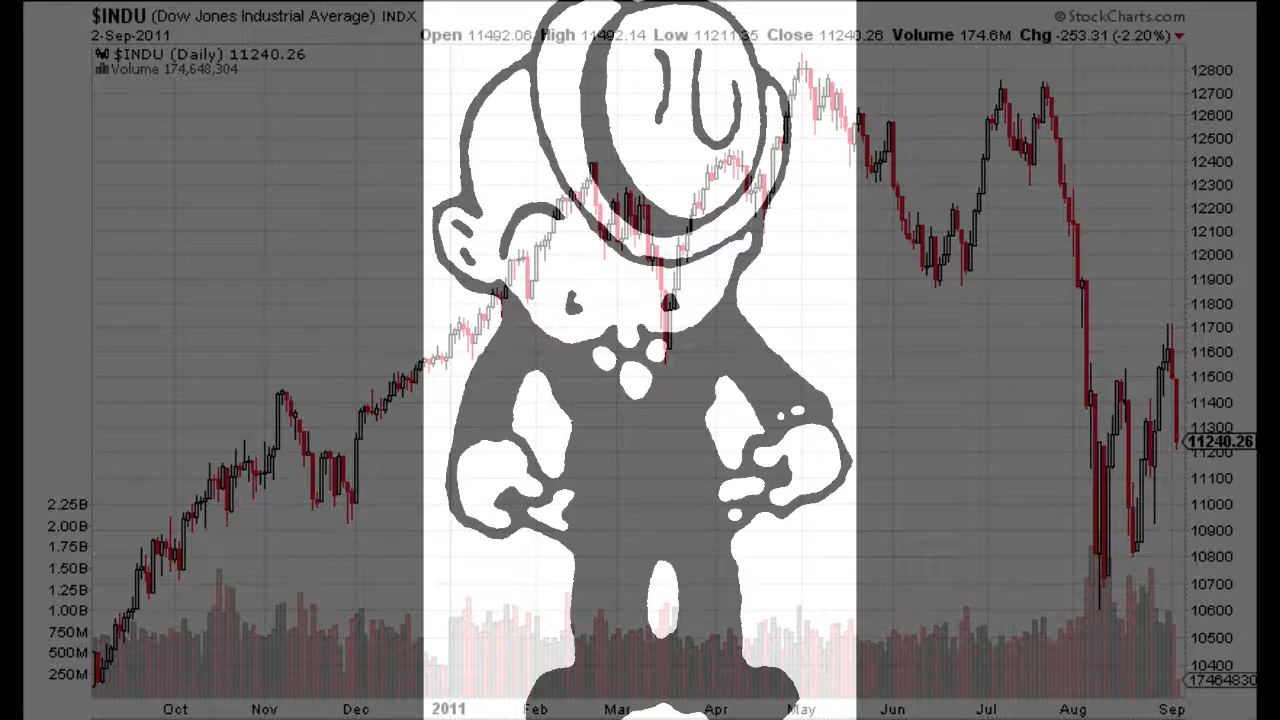 $INDU (Dow Jones Industrial Average) INDX
© StockCharts.com
2-Sep-2011
Open 11492.06 High 11492.14 Low 11211.35 Close 11240.26 Volume 174.6M Chg -253.31 (-2.20%)
$INDU (Daily) 11240.26
Volume 174,648,304
12800
12700
12600
12500
12400
12300
12200
12100
12000
11900
11800
11700
11600
11500
11400
11300
11240.26
11200
11100
11000
10900
10800
10700
10600
10500
10400
17464830
2.25B
2.00B
1.75B
1.50B
1.25B
1.00B
750M
500M
250M
Oct Nov Dec 2011 Feb Mar Apr May Jun Jul Aug Sep